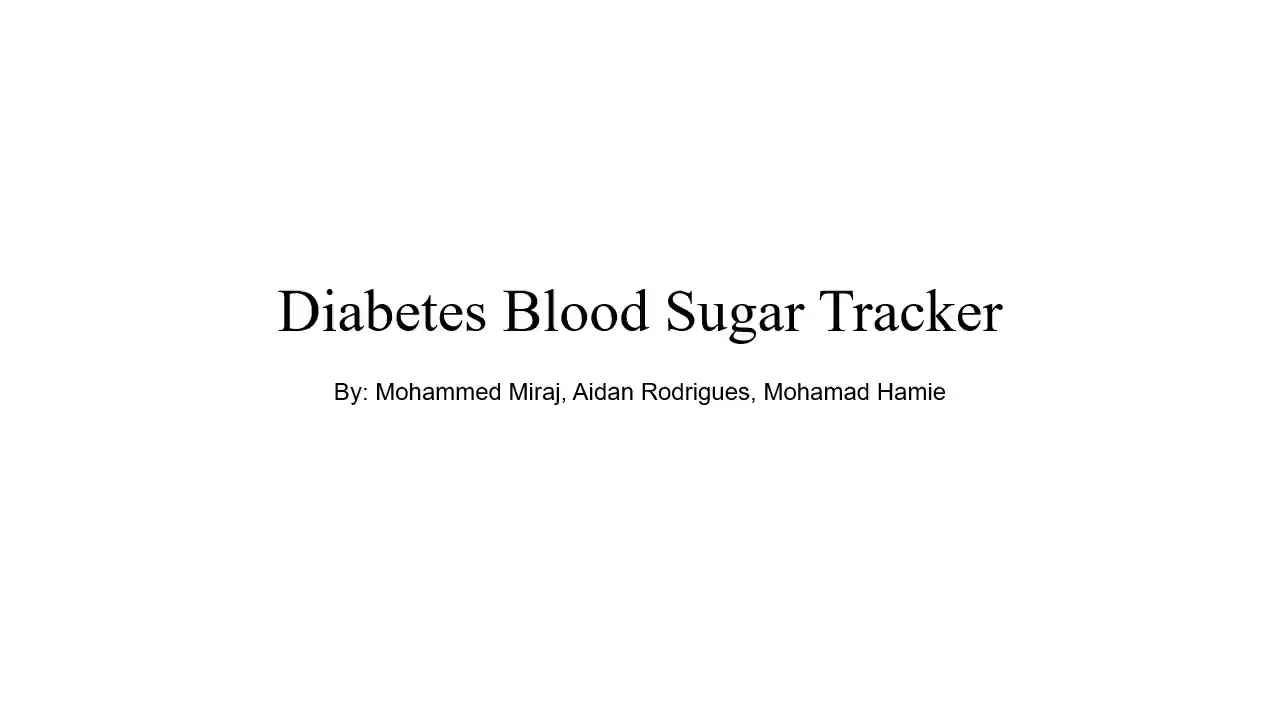 Diabetes Blood Sugar Tracker
By: Mohammed Miraj, Aidan Rodrigues, Mohamad Hamie